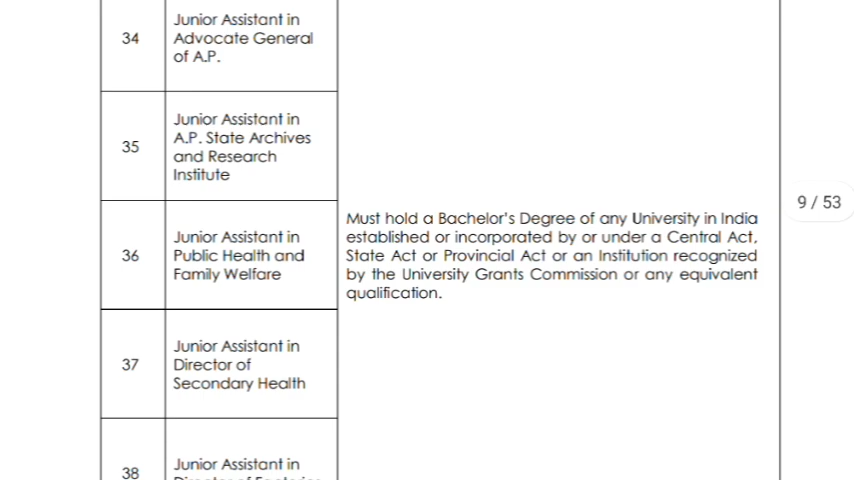 34
Junior Assistant in
Advocate General
of A.P.
35
Junior Assistant in
A.P. State Archives
and Research
Institute
36
Junior Assistant in
Public Health and
Family Welfare
Must hold a Bachelor's Degree of any University in India
established or incorporated by or under a Central Act,
State Act or Provincial Act or an Institution recognized
by the University Grants Commission or any equivalent
qualification.
37
Junior Assistant in
Director of
Secondary Health
38
Junior Assistant in
9 / 53